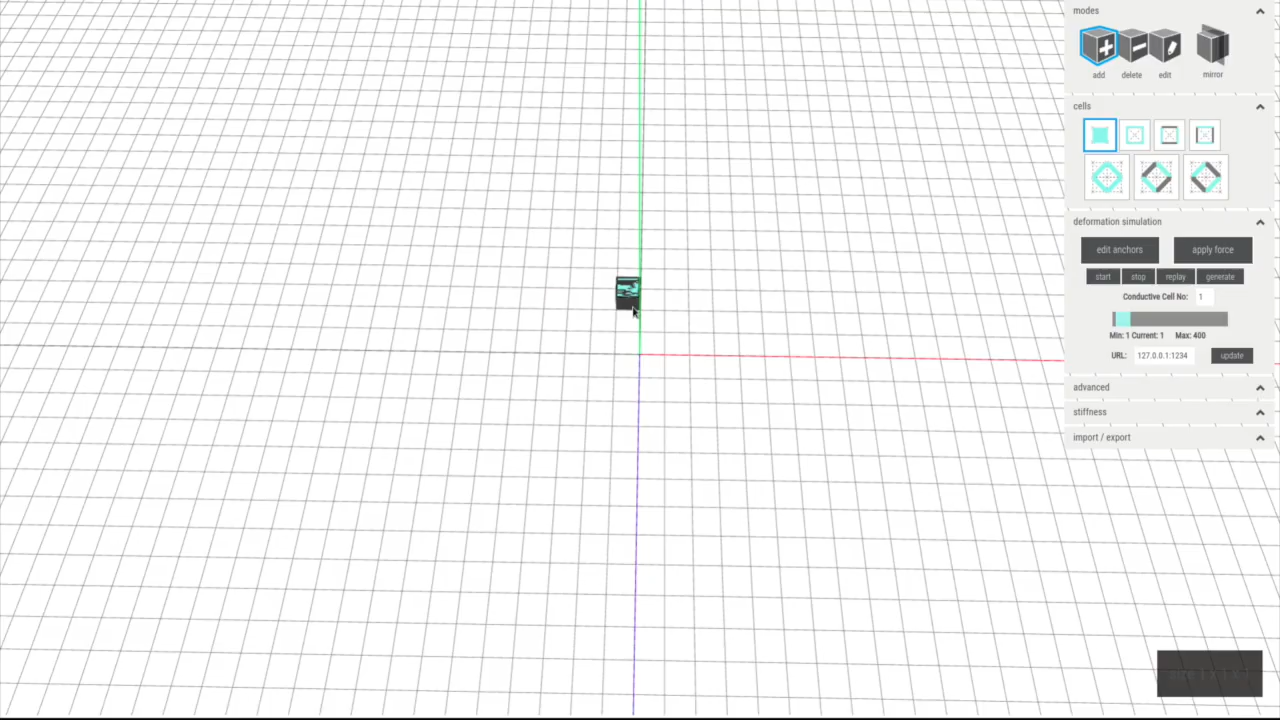 modes
add delete edit mirror
cells
deformation simulation
edit anchors apply force
start stop replay generate
Conductive Cell No: 1
Min: 1 Current: 1 Max: 400
URL: 127.0.0.1:1234 update
advanced
stiffness
import / export